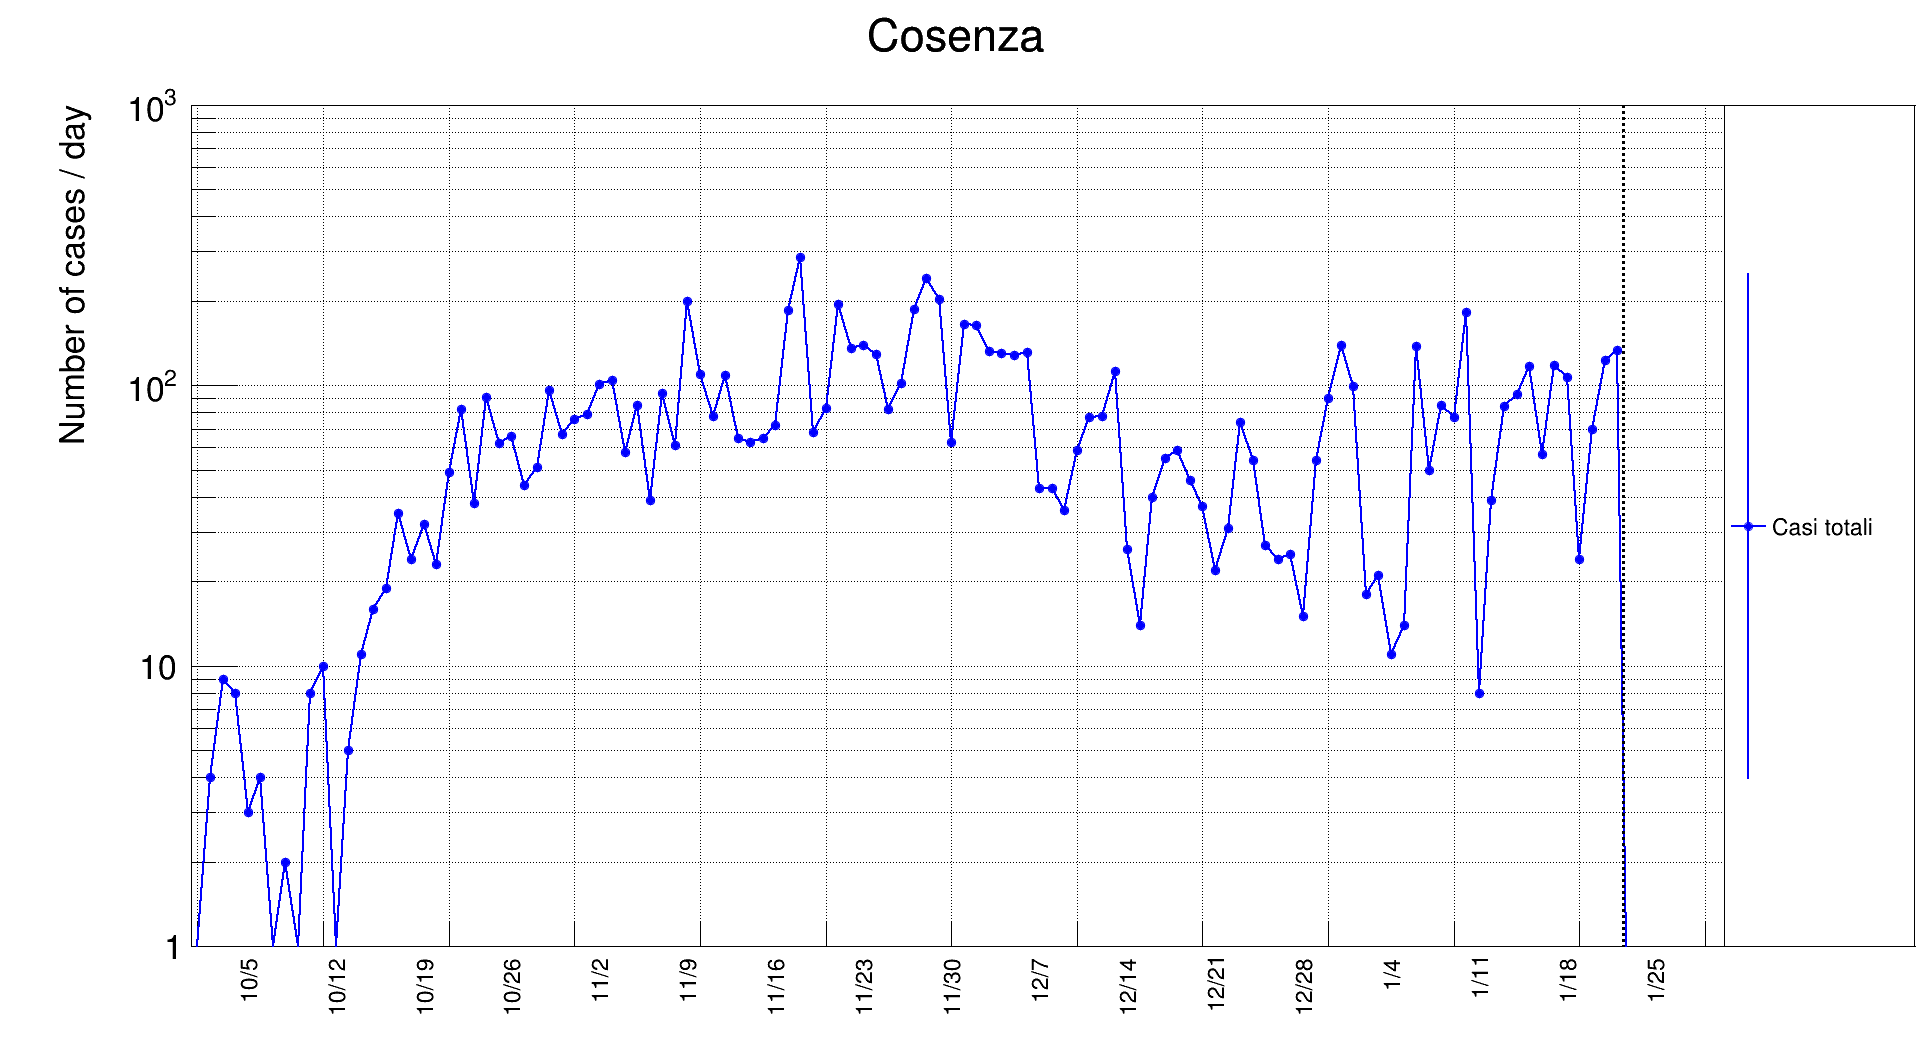 Cosenza
Number of cases / day
10³
10²
10
1
Casi totali
10/5 10/12 10/19 10/26 11/2 11/9 11/16 11/23 11/30 12/7 12/14 12/21 12/28 1/4 1/11 1/18 1/25